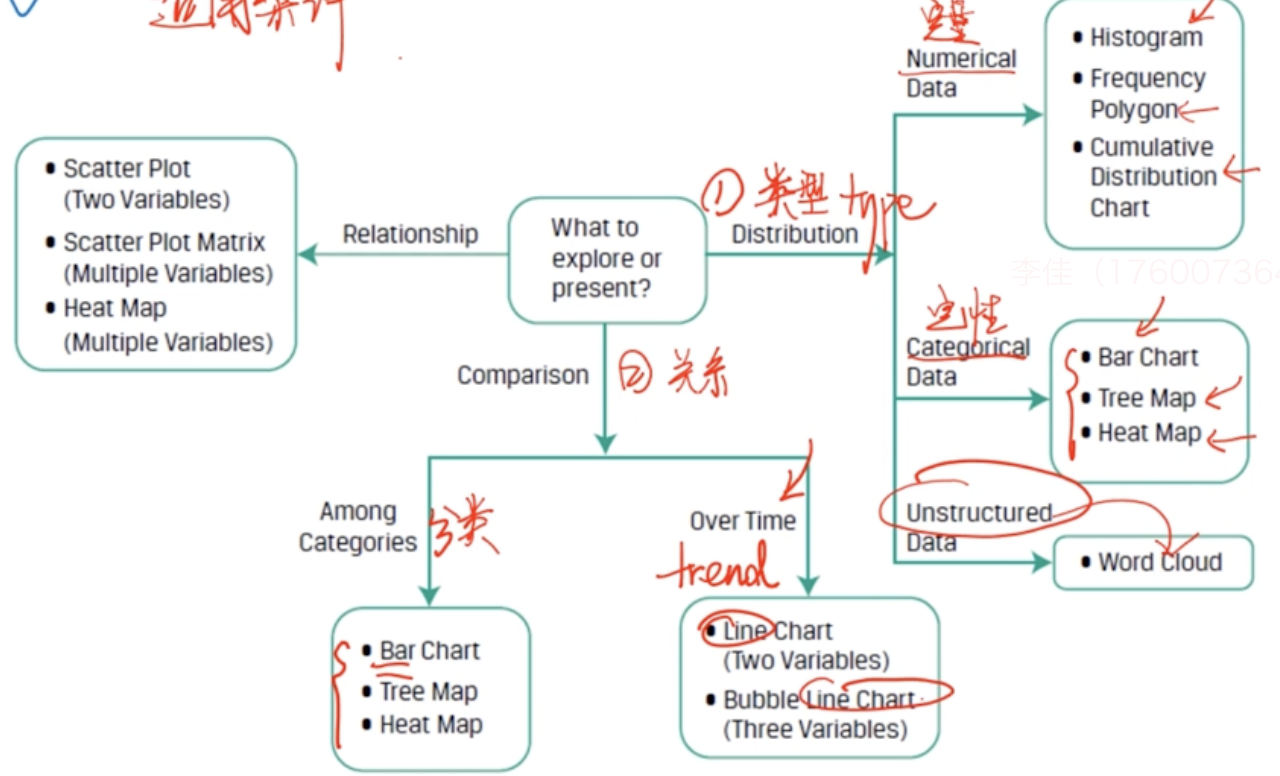 定量
Numerical
Data
• Histogram
• Frequency
Polygon
• Cumulative
Distribution
Chart
• Scatter Plot
(Two Variables)
• Scatter Plot Matrix
(Multiple Variables)
• Heat Map
(Multiple Variables)
Relationship
What to
explore or
present?
① 类型 type
Distribution
李佳（176007364
定性
Categorical
Data
• Bar Chart
• Tree Map
• Heat Map
Comparison
② 关系
Unstructured
Data
• Word Cloud
Among
Categories
分类
Over Time
trend
• Bar Chart
• Tree Map
• Heat Map
• Line Chart
(Two Variables)
• Bubble Line Chart
(Three Variables)